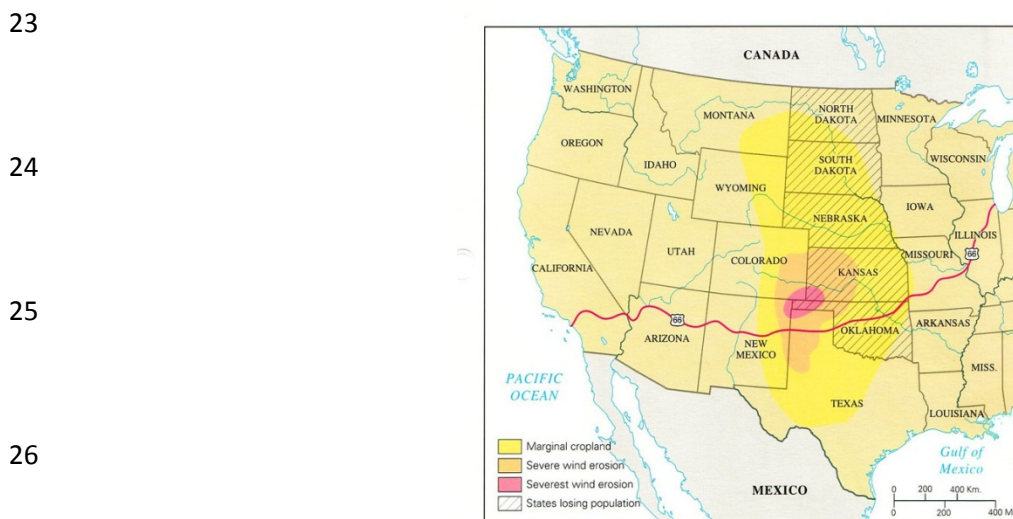 23
24
25
26
CANADA
WASHINGTON
MONTANA
NORTH
DAKOTA
MINNESOTA
OREGON
IDAHO
SOUTH
DAKOTA
WISCONSIN
WYOMING
IOWA
NEBRASKA
NEVADA
UTAH
COLORADO
ILLINOIS
66
KANSAS
MISSOURI
CALIFORNIA
66
ARIZONA
NEW
MEXICO
OKLAHOMA
ARKANSAS
MISS.
PACIFIC
OCEAN
TEXAS
LOUISIANA
Marginal cropland
Severe wind erosion
Severest wind erosion
States losing population
Gulf of
Mexico
MEXICO
0 200 400 Km.
0 200 400 M